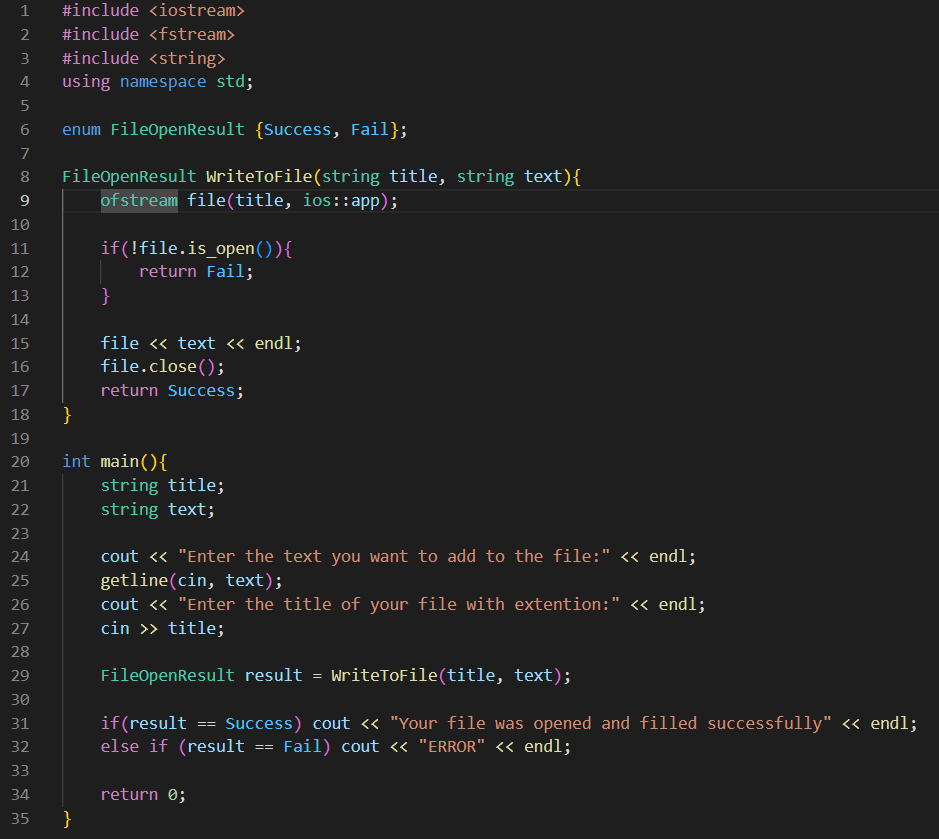 1 #include <iostream>
2 #include <fstream>
3 #include <string>
4 using namespace std;
5
6 enum FileOpenResult {Success, Fail};
7
8 FileOpenResult WriteToFile(string title, string text){
9     ofstream file(title, ios::app);
10
11     if(!file.is_open()){
12         return Fail;
13     }
14
15     file << text << endl;
16     file.close();
17     return Success;
18 }
19
20 int main(){
21     string title;
22     string text;
23
24     cout << "Enter the text you want to add to the file:" << endl;
25     getline(cin, text);
26     cout << "Enter the title of your file with extention:" << endl;
27     cin >> title;
28
29     FileOpenResult result = WriteToFile(title, text);
30
31     if(result == Success) cout << "Your file was opened and filled successfully" << endl;
32     else if (result == Fail) cout << "ERROR" << endl;
33
34     return 0;
35 }